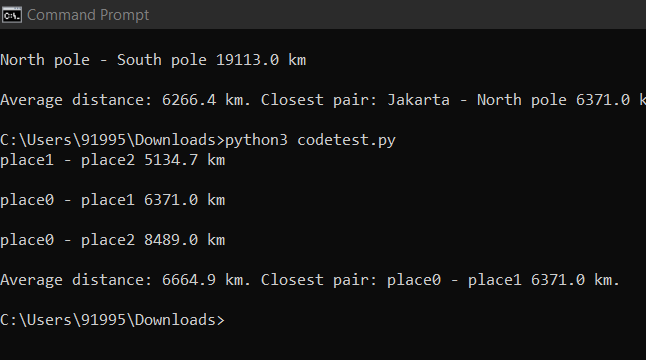 Command Prompt
North pole - South pole 19113.0 km
Average distance: 6266.4 km. Closest pair: Jakarta - North pole 6371.0 k
C:\Users\91995\Downloads>python3 codetest.py
place1 - place2 5134.7 km
place0 - place1 6371.0 km
place0 - place2 8489.0 km
Average distance: 6664.9 km. Closest pair: place0 - place1 6371.0 km.
C:\Users\91995\Downloads>